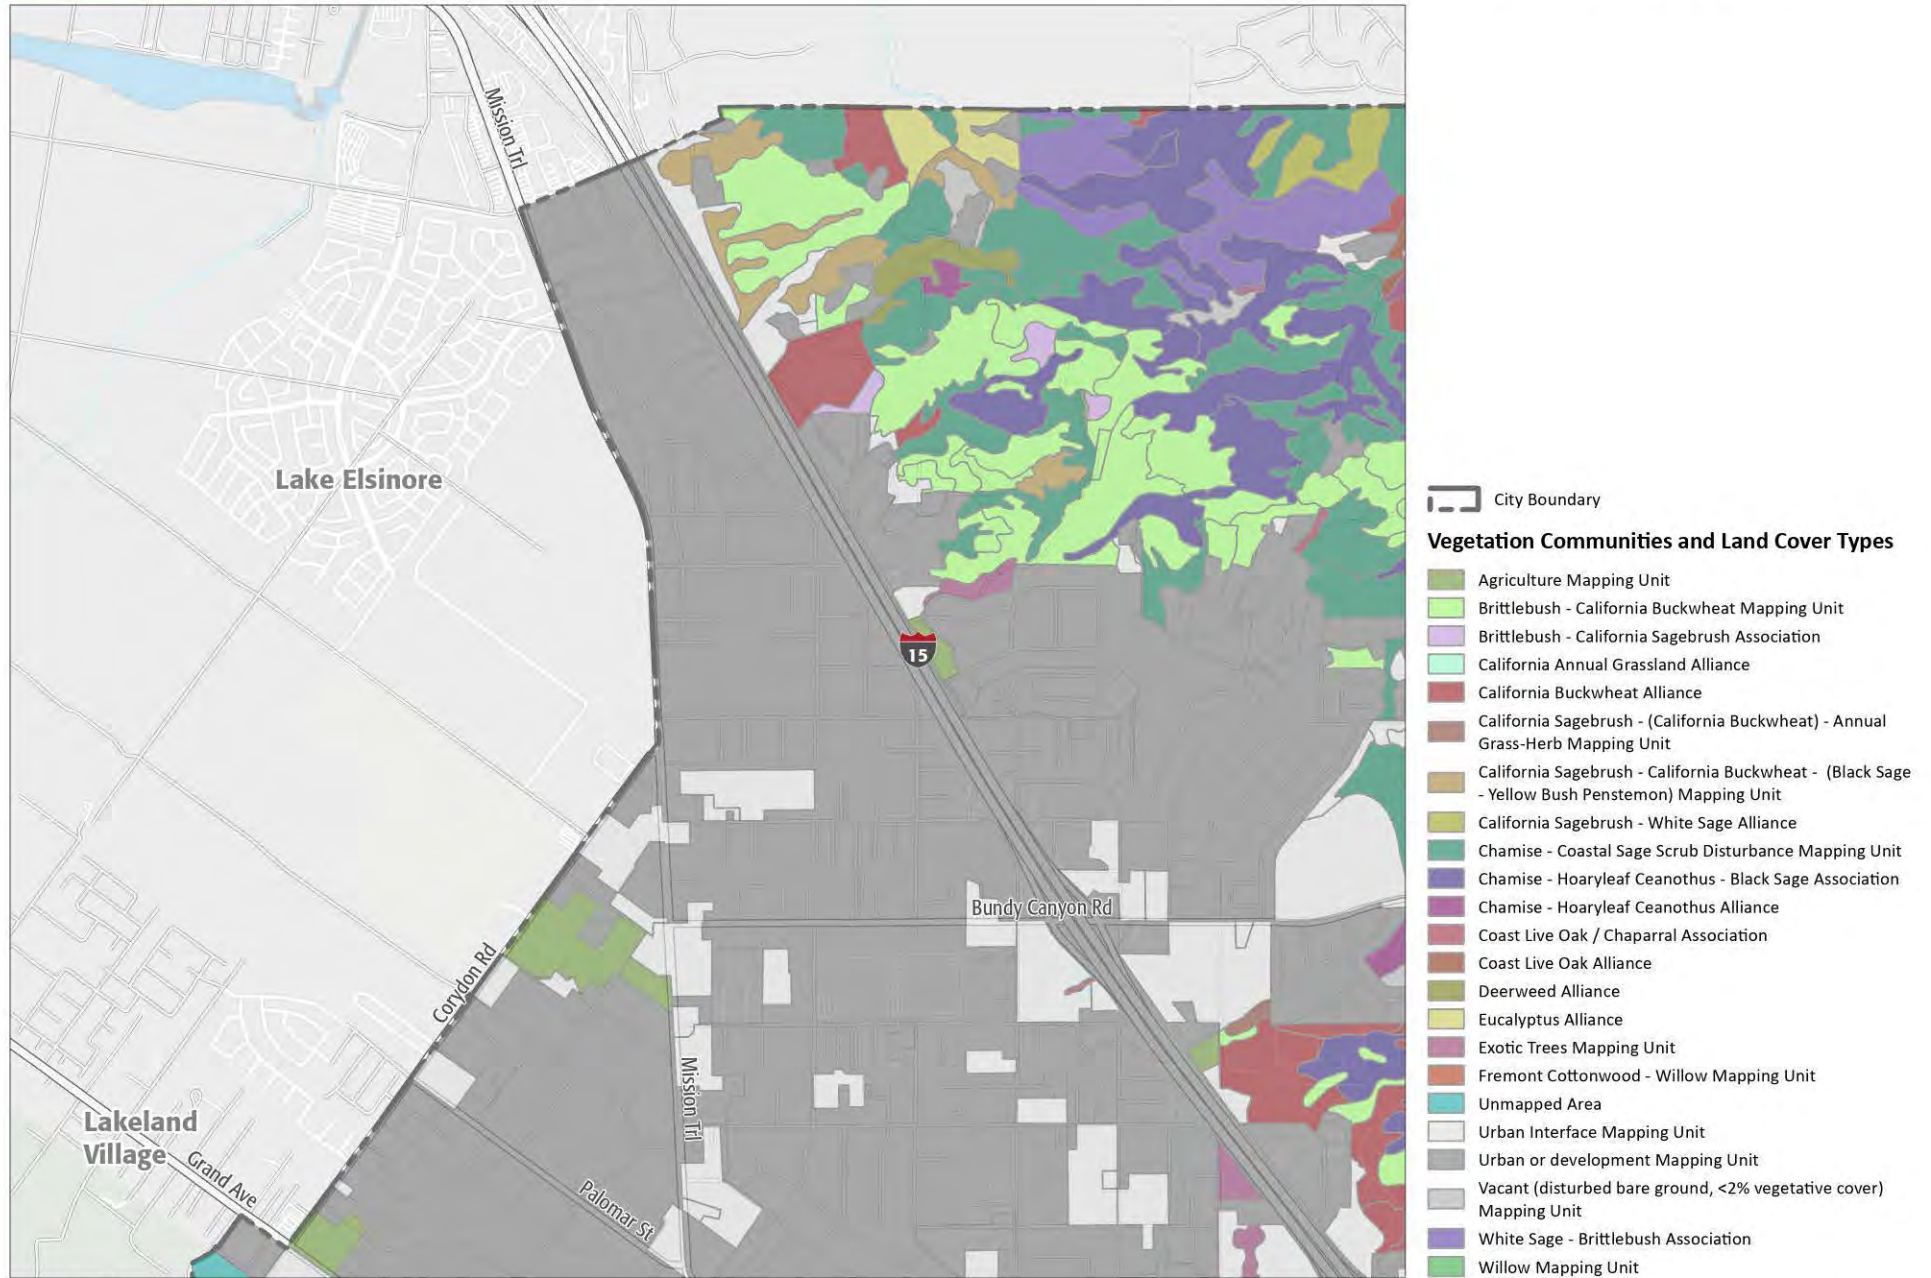 Mission Trl
Lake Elsinore
15
Bundy Canyon Rd
Corydon Rd
Mission Trl
Lakeland
Village
Grand Ave
Palomar St
City Boundary
Vegetation Communities and Land Cover Types
Agriculture Mapping Unit
Brittlebush - California Buckwheat Mapping Unit
Brittlebush - California Sagebrush Association
California Annual Grassland Alliance
California Buckwheat Alliance
California Sagebrush - (California Buckwheat) - Annual
Grass-Herb Mapping Unit
California Sagebrush - California Buckwheat - (Black Sage
- Yellow Bush Penstemon) Mapping Unit
California Sagebrush - White Sage Alliance
Chamise - Coastal Sage Scrub Disturbance Mapping Unit
Chamise - Hoaryleaf Ceanothus - Black Sage Association
Chamise - Hoaryleaf Ceanothus Alliance
Coast Live Oak / Chaparral Association
Coast Live Oak Alliance
Deerweed Alliance
Eucalyptus Alliance
Exotic Trees Mapping Unit
Fremont Cottonwood - Willow Mapping Unit
Unmapped Area
Urban Interface Mapping Unit
Urban or development Mapping Unit
Vacant (disturbed bare ground, <2% vegetative cover)
Mapping Unit
White Sage - Brittlebush Association
Willow Mapping Unit